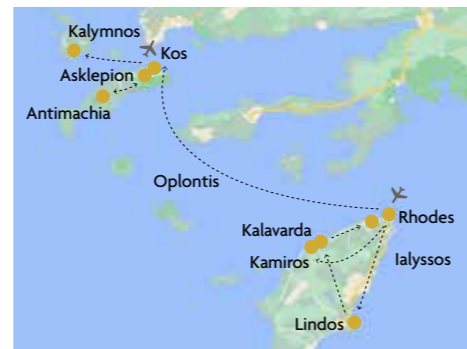 Kalymnos
Kos
Asklepion
Antimachia
Oplontis
Rhodes
Kalavarda
Ialyssos
Kamiros
Lindos